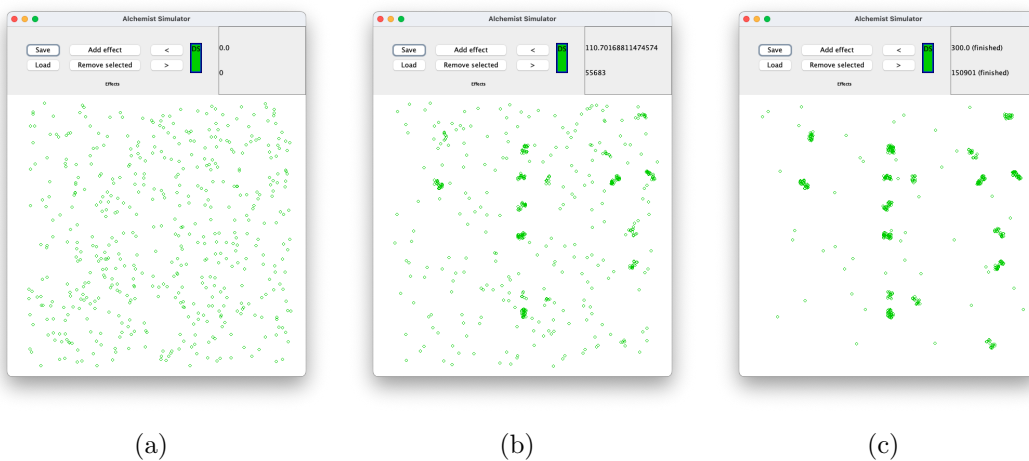 Alchemist Simulator
Save Add effect < DS 0.0
Load Remove selected > 0
Effects
(a)
Alchemist Simulator
Save Add effect < DS 110.70168811474574
Load Remove selected > 55683
Effects
(b)
Alchemist Simulator
Save Add effect < DS 300.0 (finished)
Load Remove selected > 150901 (finished)
Effects
(c)